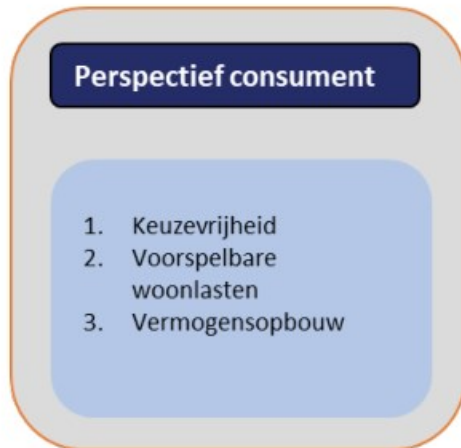 Perspectief consument
1. Keuzevrijheid
2. Voorspelbare
woonlasten
3. Vermogensopbouw